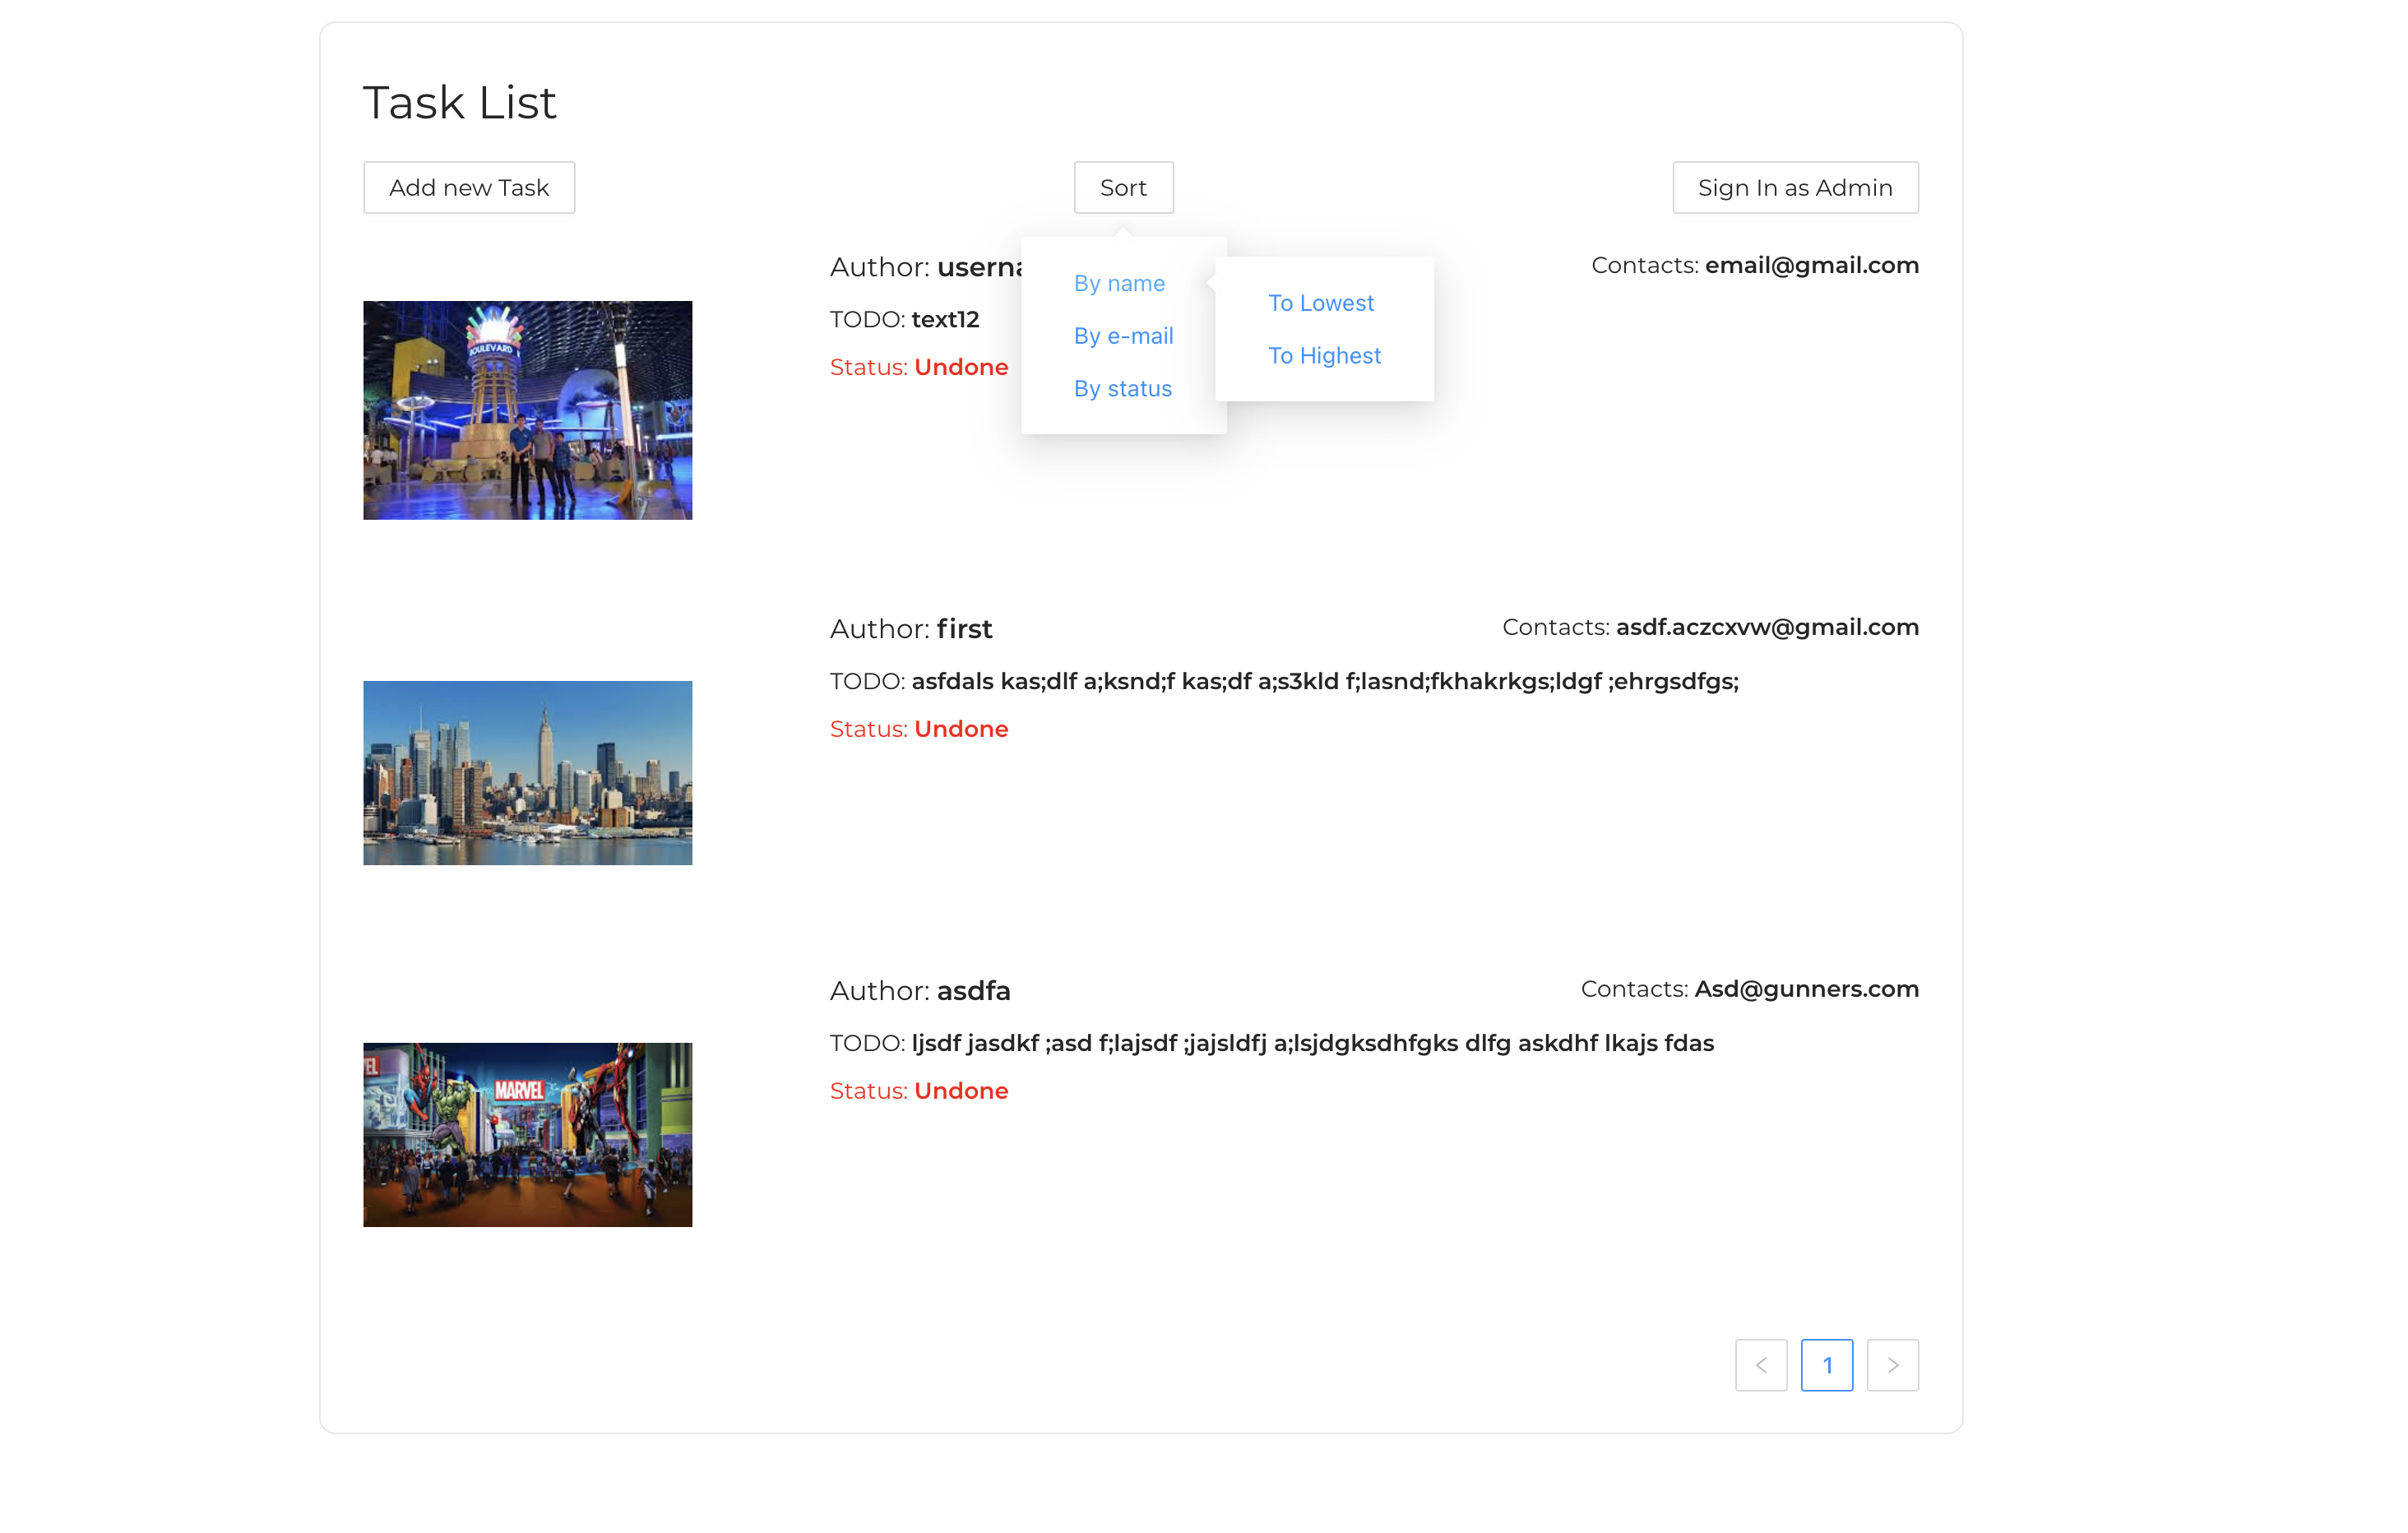 Task List
Add new Task
Sort
Sign In as Admin
By name
By e-mail
By status
To Lowest
To Highest
Author:
Contacts: email@gmail.com
TODO: text12
Status: Undone
BOULEVARD
Author: first
Contacts: asdf.aczcxvw@gmail.com
TODO: asfdals kas;dlf a;ksnd;f kas;df a;s3kld f;lasnd;fkhakrkgs;ldgf ;ehrgsdfgs;
Status: Undone
Author: asdfa
Contacts: Asd@gunners.com
TODO: ljsdf jasdkf ;asd f;lajsdf ;jajsldfj a;lsjdgksdhfgks dlfg askdhf lkajs fdas
Status: Undone
MARVEL
1